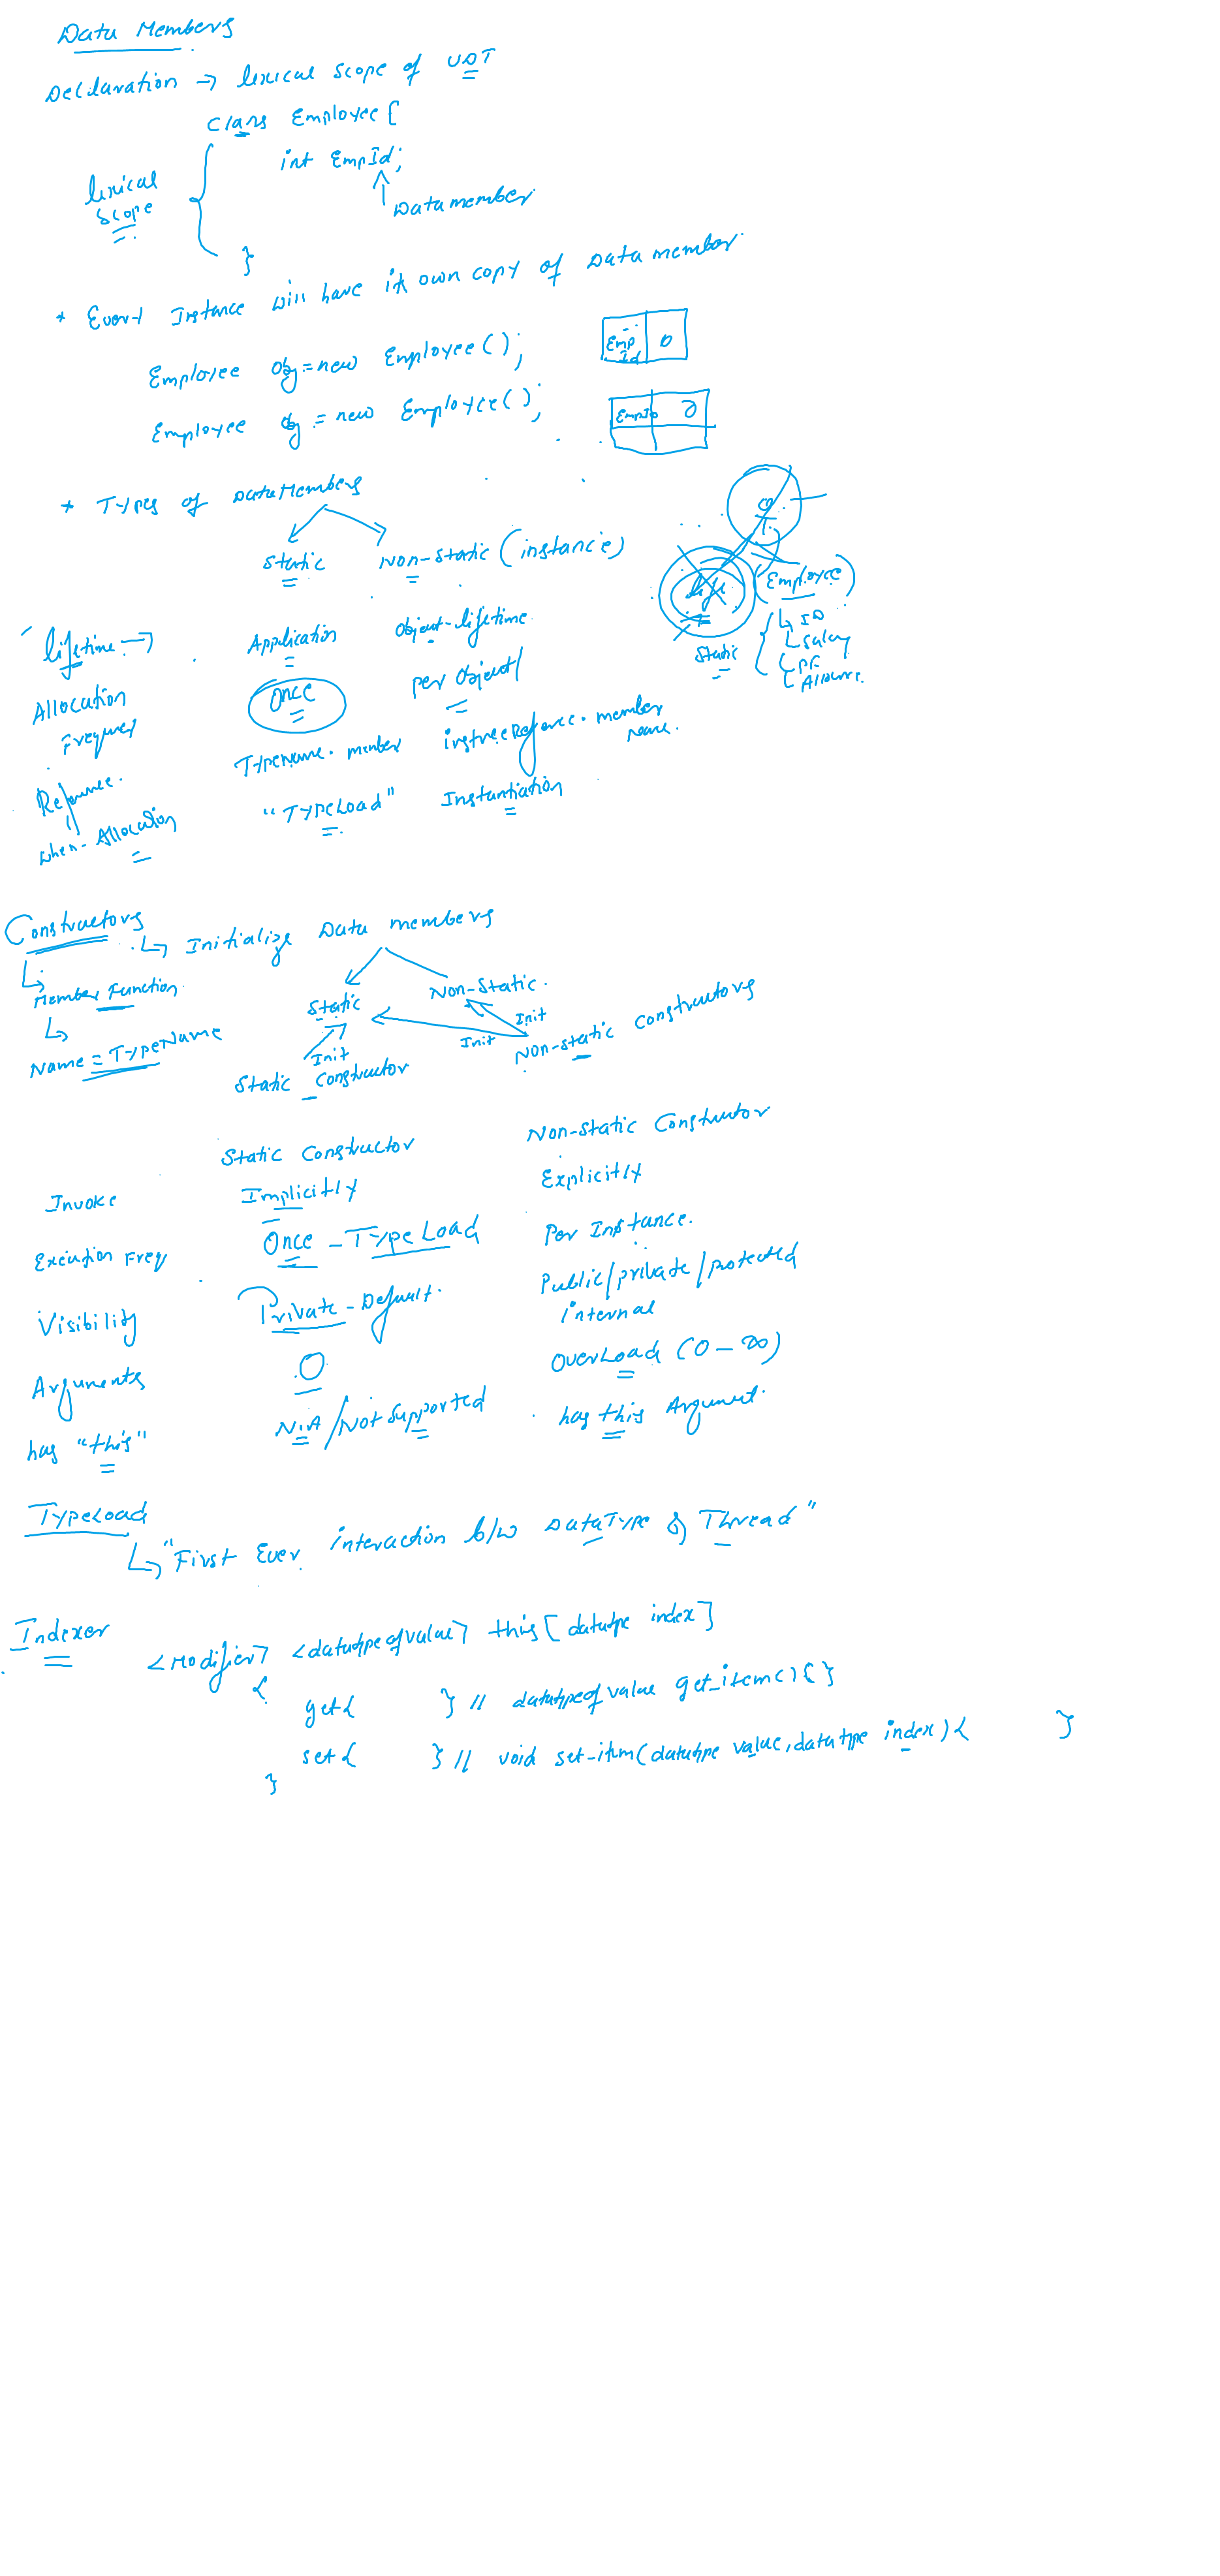 Data Members
Declaration → lexical scope of UDT
class Employee {
int EmpId;
lexical
scope
Data member
}
* Every Instance will have its own copy of Data member.
Employee obj = new Employee();
Emp
Id
0
Employee obj = new Employee();
EmpID 0
* Types of Data Members
Static Non-Static (instance)
Employee
ID
Salary
PF
Allowance.
Static
lifetime → Application Object-lifetime.
Allocation
Frequency
Once per Object/
Reference. TypeName. member instance Reference. member
Name.
when-Allocation "TypeLoad" Instantiation
Constructors
↳ Initialize Data members
↳ Member Function
Static Non-Static.
↳ Name = TypeName
Init Init Init
Non-static Constructors
Static Constructor
Static Constructor Non-Static Constructor
Invoke Implicitly Explicitly
Execution Freq Once - Type Load Per Instance.
Visibility Private - Default. Public/private/protected
internal
Arguments 0 OverLoad (0 - ∞)
has "this" N.A /Not Supported has this Argument.
TypeLoad
↳ "First Ever interaction b/w DataType & Thread"
Indexer <Modifier> <datatype of value> this [datatype index]
{
get { } // datatype of value get_item() { }
set { } // void set_item(datatype value, datatype index) { }
}